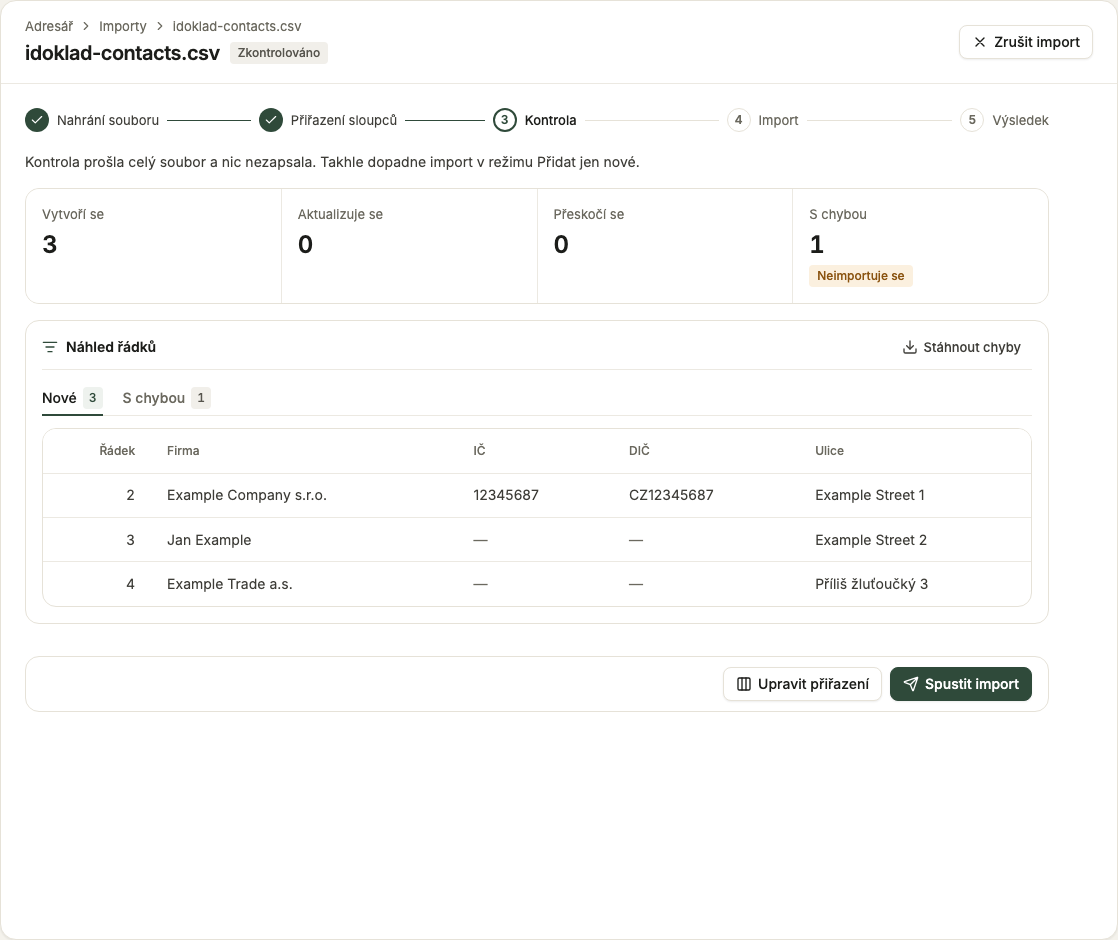 Adresář > Importy > idoklad-contacts.csv
idoklad-contacts.csv Zkontrolováno
Zrušit import
Nahrání souboru
Přiřazení sloupců
3 Kontrola
4 Import
5 Výsledek
Kontrola prošla celý soubor a nic nezapsala. Takhle dopadne import v režimu Přidat jen nové.
Vytvoří se
3
Aktualizuje se
0
Přeskočí se
0
S chybou
1
Neimportuje se
Náhled řádků
Stáhnout chyby
Nové 3 S chybou 1
Řádek Firma IČ DIČ Ulice
2 Example Company s.r.o. 12345687 CZ12345687 Example Street 1
3 Jan Example — — Example Street 2
4 Example Trade a.s. — — Příliš žluťoučký 3
Upravit přiřazení
Spustit import